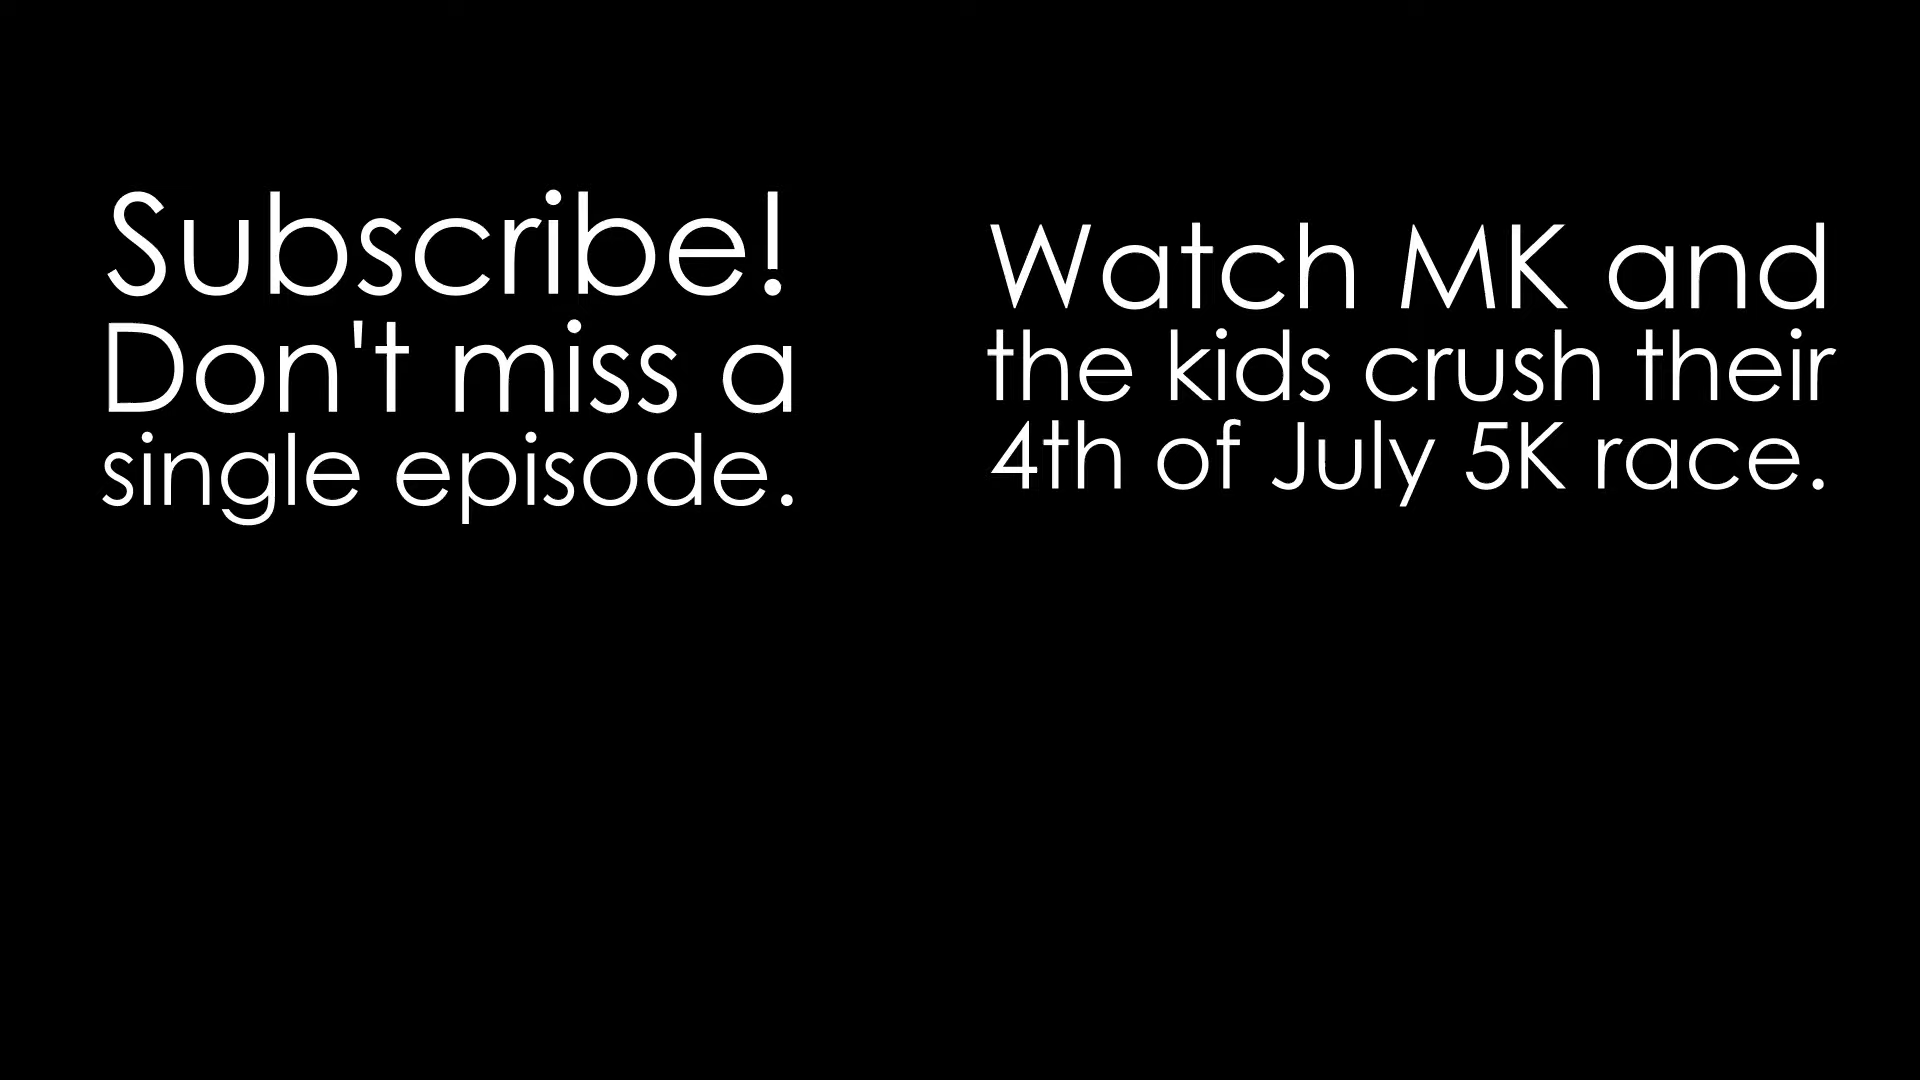 Subscribe!
Don't miss a
single episode.
Watch MK and
the kids crush their
4th of July 5K race.